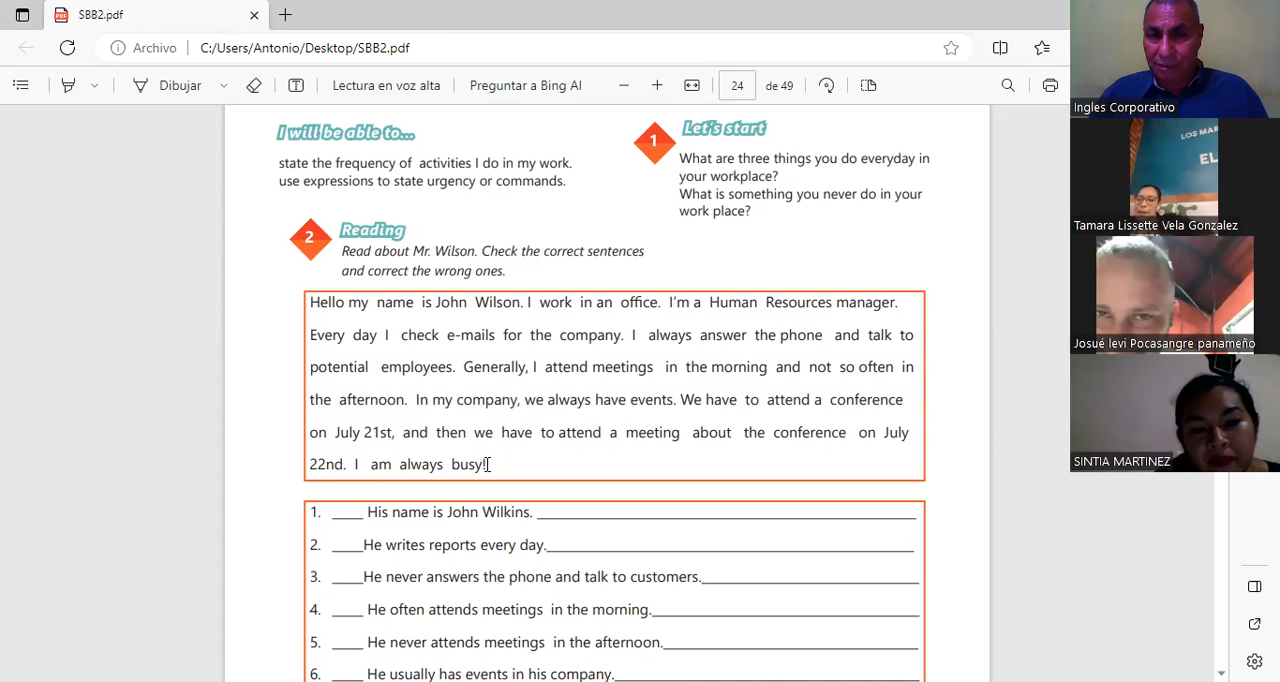 SBB2.pdf
Archivo
C:/Users/Antonio/Desktop/SBB2.pdf
Dibujar
Lectura en voz alta
Preguntar a Bing AI
24
de 49
I will be able to...
state the frequency of activities I do in my work.
use expressions to state urgency or commands.
1
Let's start
What are three things you do everyday in
your workplace?
What is something you never do in your
work place?
2
Reading
Read about Mr. Wilson. Check the correct sentences
and correct the wrong ones.
Hello my name is John Wilson. I work in an office. I'm a Human Resources manager.
Every day I check e-mails for the company. I always answer the phone and talk to
potential employees. Generally, I attend meetings in the morning and not so often in
the afternoon. In my company, we always have events. We have to attend a conference
on July 21st, and then we have to attend a meeting about the conference on July
22nd. I am always busy!
1. ____ His name is John Wilkins. ____
2. ____He writes reports every day.____
3. ____He never answers the phone and talk to customers.____
4. ____ He often attends meetings in the morning.____
5. ____ He never attends meetings in the afternoon.____
6. ____ He usually has events in his company.____
Ingles Corporativo
LOS MAR
EL
Tamara Lissette Vela Gonzalez
Josué levi Pocasangre panameño
SINTIA MARTINEZ